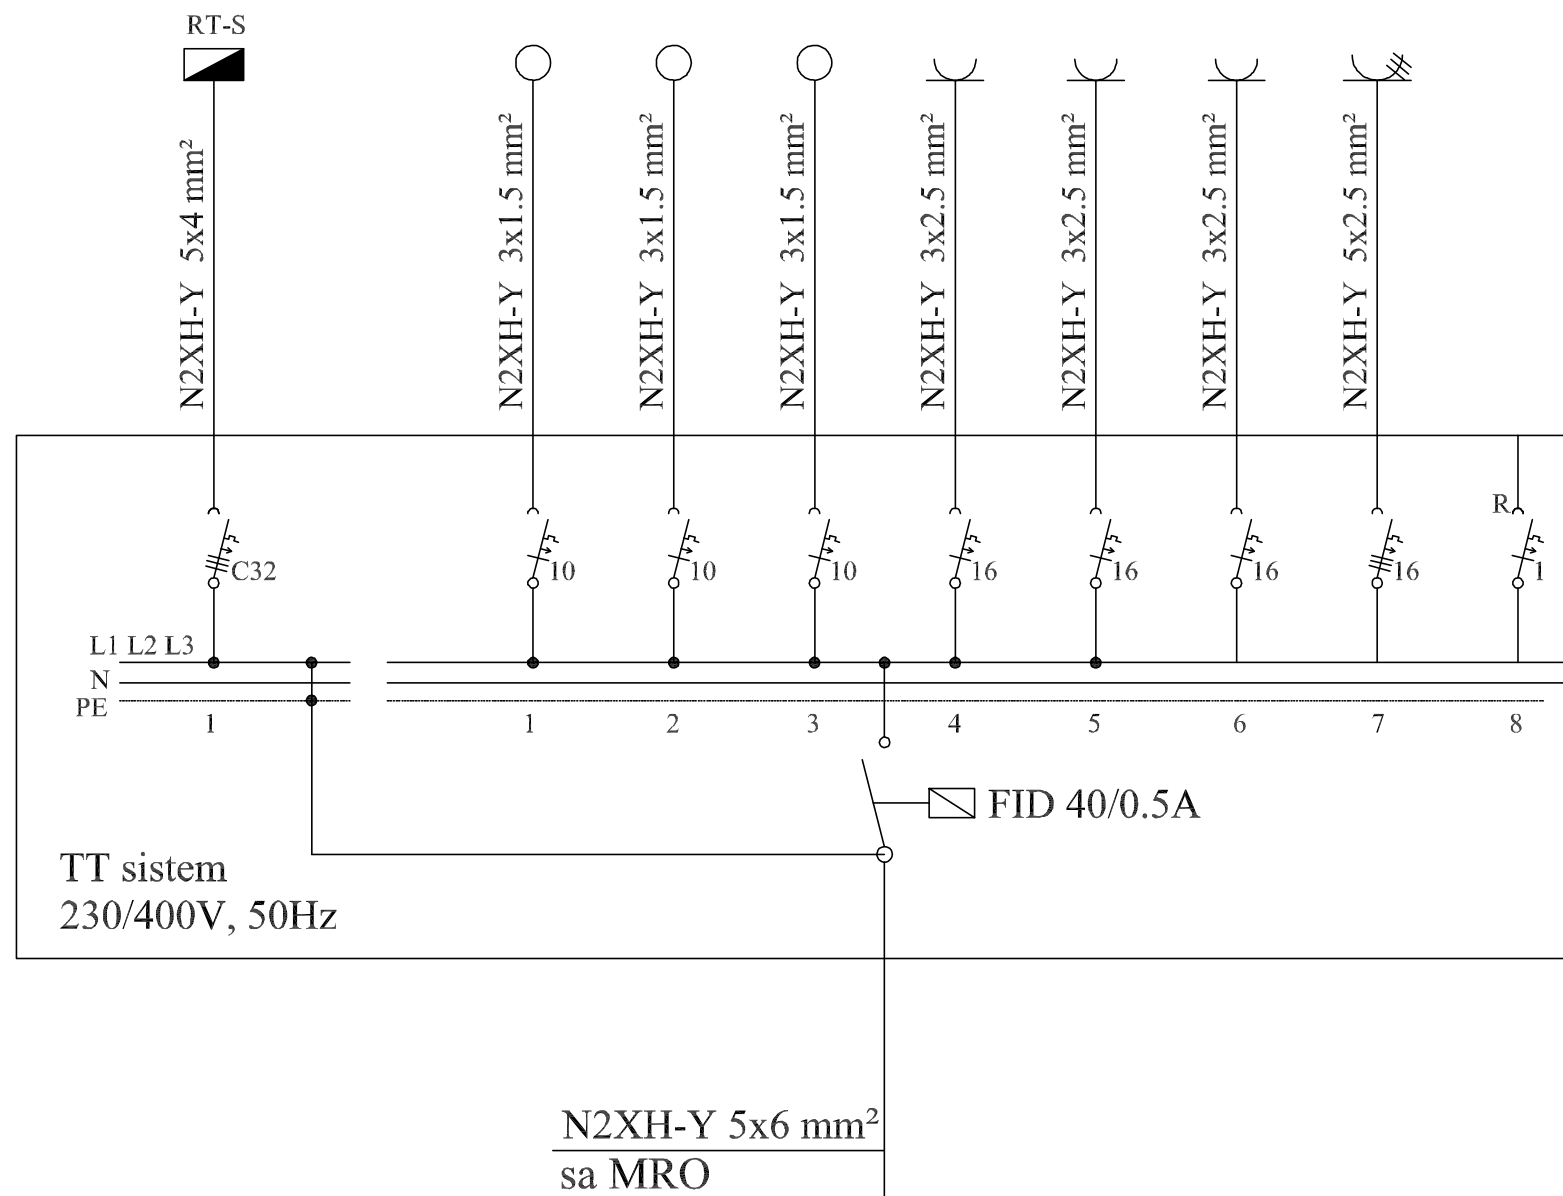 RT-S
N2XH-Y 5x4 mm²
N2XH-Y 3x1.5 mm²
N2XH-Y 3x1.5 mm²
N2XH-Y 3x1.5 mm²
N2XH-Y 3x2.5 mm²
N2XH-Y 3x2.5 mm²
N2XH-Y 3x2.5 mm²
N2XH-Y 5x2.5 mm²
R
C32
10
10
10
16
16
16
16
1
L1 L2 L3
N
PE
1
1
2
3
4
5
6
7
8
FID 40/0.5A
TT sistem
230/400V, 50Hz
N2XH-Y 5x6 mm²
sa MRO